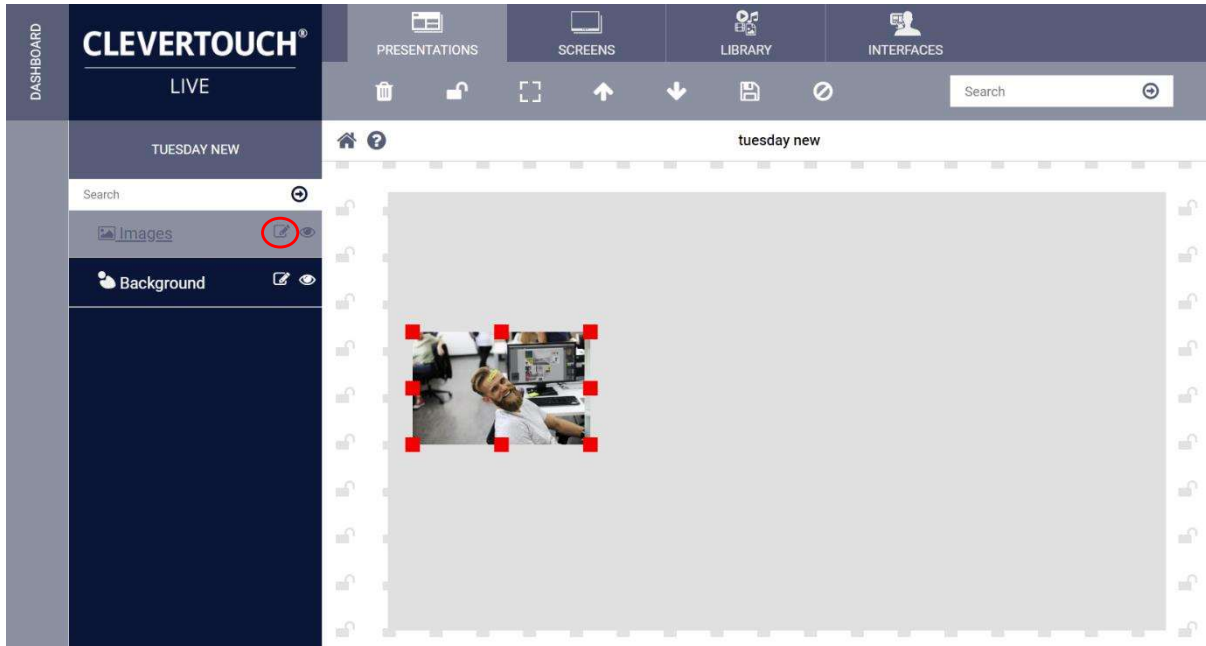 DASHBOARD
CLEVERTOUCH®
LIVE
PRESENTATIONS
SCREENS
LIBRARY
INTERFACES
Search
TUESDAY NEW
tuesday new
Search
Images
Background